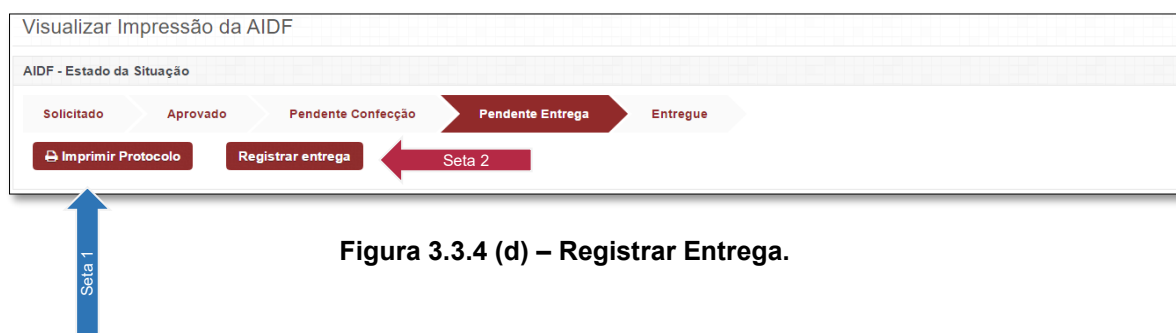 Visualizar Impressão da AIDF
AIDF - Estado da Situação
Solicitado Aprovado Pendente Confecção Pendente Entrega Entregue
Imprimir Protocolo Registrar entrega Seta 2
Seta 1
Figura 3.3.4 (d) – Registrar Entrega.